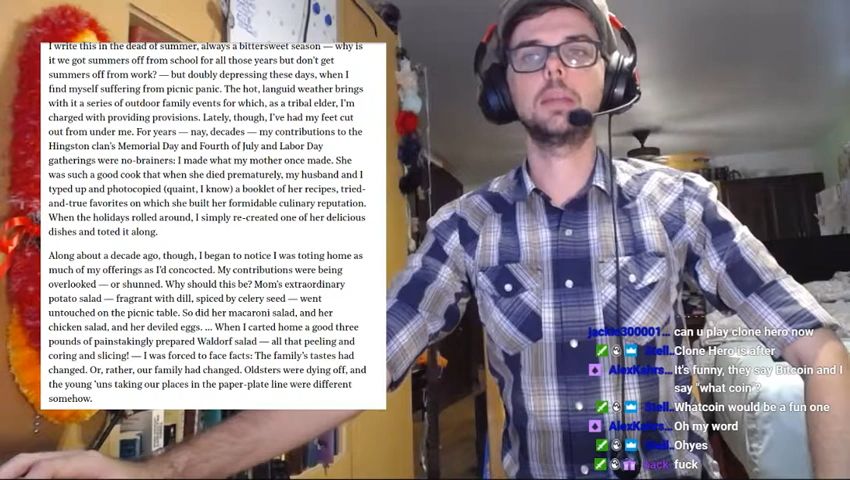 I write this in the dead of summer, always a bittersweet season — why is
it we got summers off from school for all those years but don't get
summers off from work? — but doubly depressing these days, when I
find myself suffering from picnic panic. The hot, languid weather brings
with it a series of outdoor family events for which, as a tribal elder, I'm
charged with providing provisions. Lately, though, I've had my feet cut
out from under me. For years — nay, decades — my contributions to the
Hingston clan's Memorial Day and Fourth of July and Labor Day
gatherings were no-brainers: I made what my mother once made. She
was such a good cook that when she died prematurely, my husband and I
typed up and photocopied (quaint, I know) a booklet of her recipes, tried-
and-true favorites on which she built her formidable culinary reputation.
When the holidays rolled around, I simply re-created one of her delicious
dishes and toted it along.
Along about a decade ago, though, I began to notice I was toting home as
much of my offerings as I'd concocted. My contributions were being
overlooked — or shunned. Why should this be? Mom's extraordinary
potato salad — fragrant with dill, spiced by celery seed — went
untouched on the picnic table. So did her macaroni salad, and her
chicken salad, and her deviled eggs. ... When I carted home a good three
pounds of painstakingly prepared Waldorf salad — all that peeling and
coring and slicing! — I was forced to face facts: The family's tastes had
changed. Or, rather, our family had changed. Oldsters were dying off, and
the young 'uns taking our places in the paper-plate line were different
somehow.
jackie300001... can u play clone hero now
Stell... Clone Hero is after
AlexKahrs... It's funny, they say Bitcoin and I
say "what coin"?
Stell... Whatcoin would be a fun one
AlexKahrs... Oh my word
Stell... Ohyes
fuck